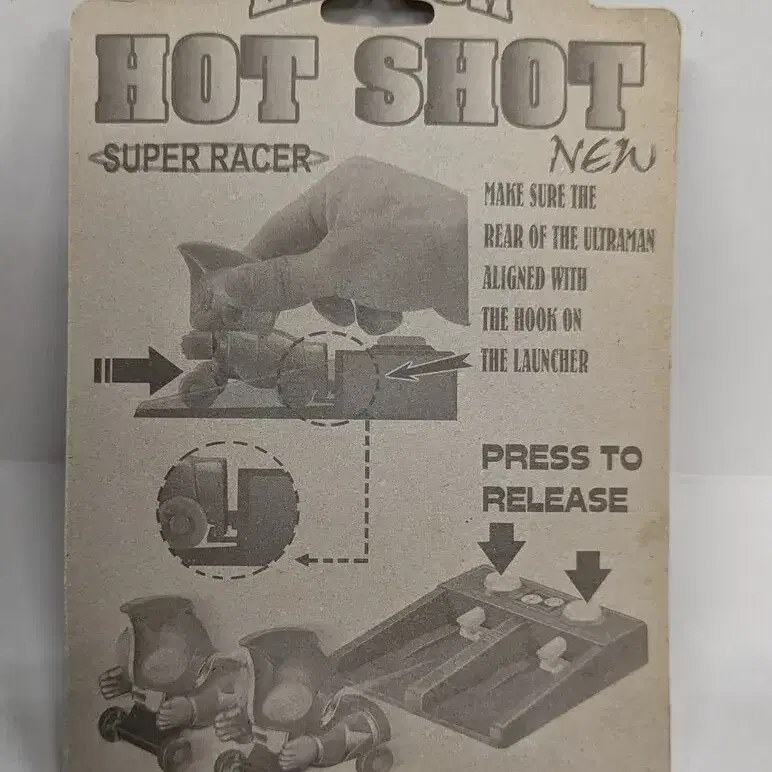 HOT SHOT
SUPER RACER
NEW
MAKE SURE THE
REAR OF THE ULTRAMAN
ALIGNED WITH
THE HOOK ON
THE LAUNCHER
PRESS TO
RELEASE